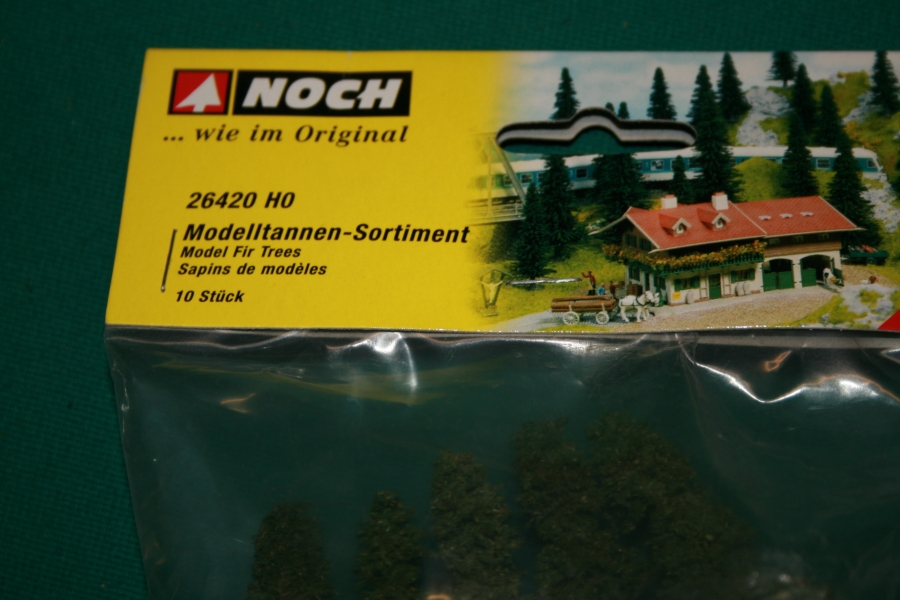 NOCH
... wie im Original
26420 H0
Modelltannen-Sortiment
Model Fir Trees
Sapins de modèles
10 Stück